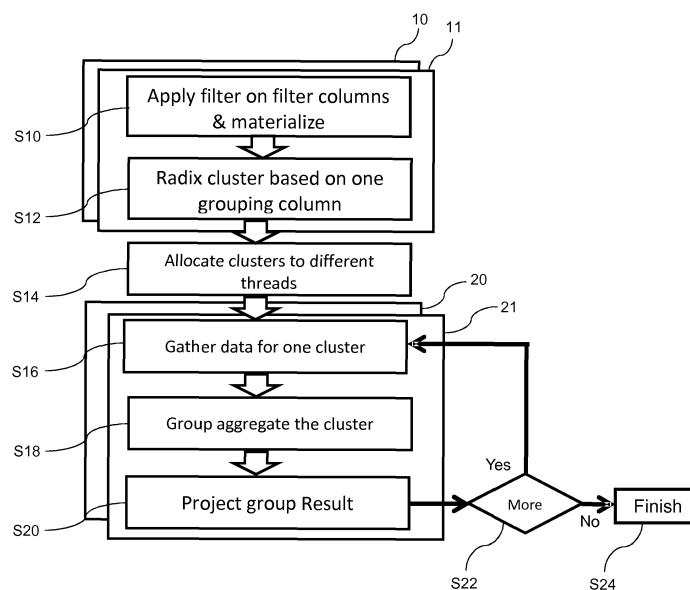 10
11
Apply filter on filter columns
& materialize
S10
Radix cluster based on one
grouping column
S12
Allocate clusters to different
threads
S14
20
21
Gather data for one cluster
S16
Group aggregate the cluster
S18
Yes
Project group Result
More
Finish
No
S20
S22
S24